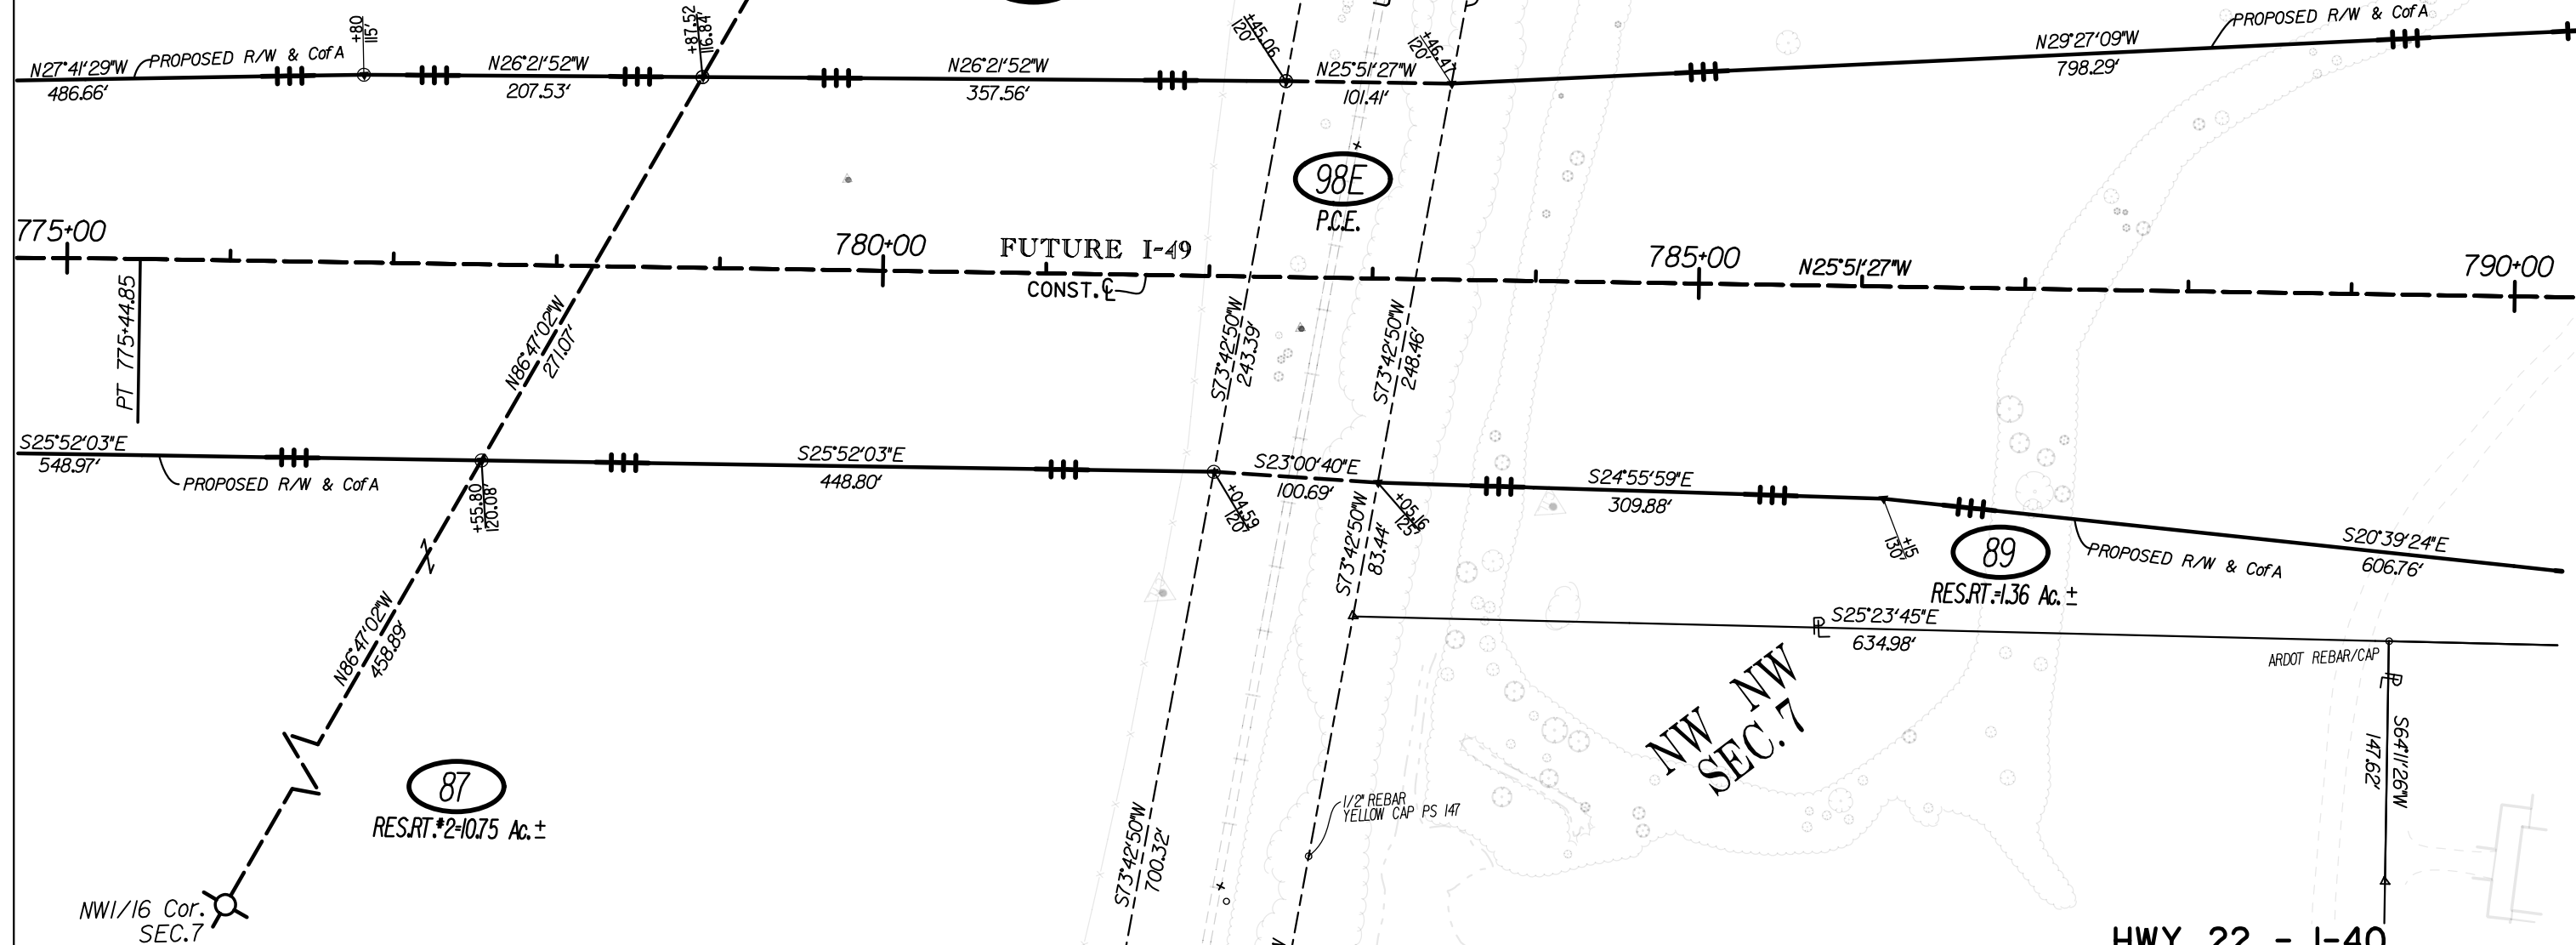 +80
115'
+87.52
116.84'
+45.06
120'
+46.47
120'
N27°41'29"W
486.66'
PROPOSED R/W & CofA
N26°21'52"W
207.53'
N26°21'52"W
357.56'
N25°51'27"W
101.41'
N29°27'09"W
798.29'
PROPOSED R/W & CofA
98E
P.C.E.
775+00
780+00
FUTURE I-49
CONST. ℄
785+00
N25°51'27"W
790+00
PT 775+44.85
N86°47'02"W
271.07'
S73°42'50"W
243.39'
S73°42'50"W
248.46'
S25°52'03"E
548.97'
PROPOSED R/W & CofA
+55.80
120.08'
S25°52'03"E
448.80'
S23°00'40"E
100.69'
+04.59
120'
+05.16
125'
S24°55'59"E
309.88'
+15
130'
89
RES.RT.=1.36 Ac.±
PROPOSED R/W & CofA
S20°39'24"E
606.76'
S73°42'50"W
83.44'
S25°23'45"E
634.98'
ARDOT REBAR/CAP
N86°47'02"W
458.89'
NW NW
SEC.7
S64°11'26"W
147.62'
87
RES.RT.#2=10.75 Ac.±
1/2" REBAR
YELLOW CAP PS 147
S73°42'50"W
700.32'
NW1/16 Cor.
SEC.7
HWY 22 - I-40